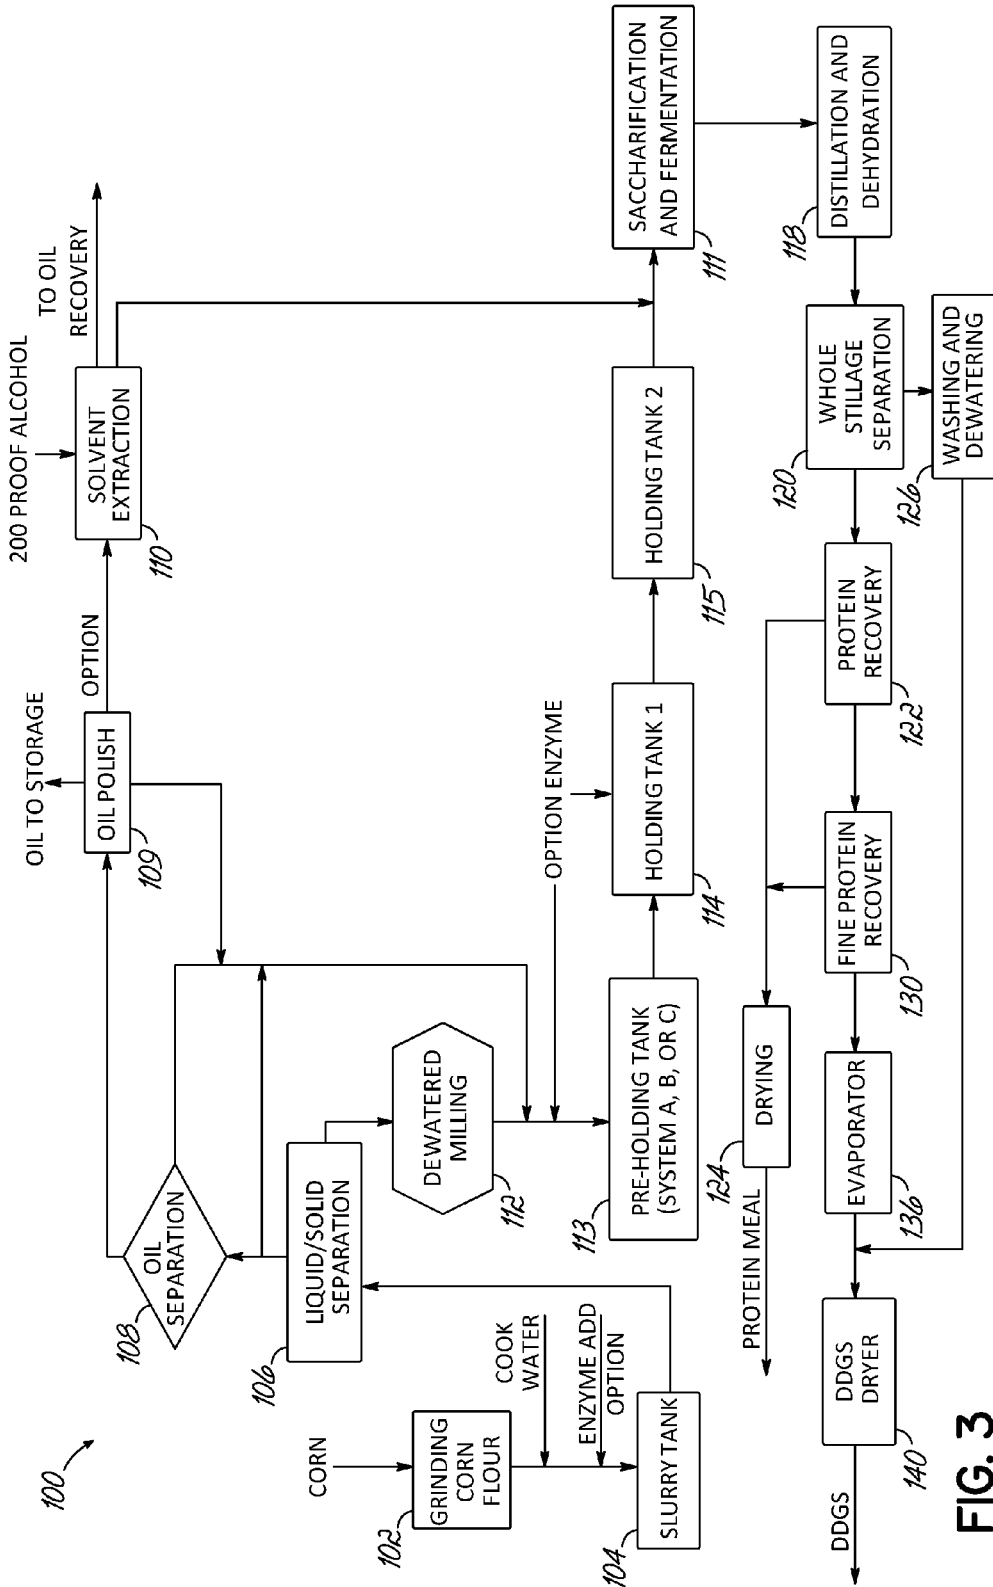 100
CORN
102
GRINDING
CORN
FLOUR
COOK
WATER
ENZYME ADD
OPTION
104
SLURRY TANK
106
LIQUID/SOLID
SEPARATION
108
OIL
SEPARATION
OIL TO STORAGE
109
OIL POLISH
OPTION
200 PROOF ALCOHOL
110
SOLVENT
EXTRACTION
TO OIL
RECOVERY
112
DEWATERED
MILLING
OPTION ENZYME
113
PRE-HOLDING TANK
(SYSTEM A, B, OR C)
114
HOLDING TANK 1
115
HOLDING TANK 2
111
SACCHARIFICATION
AND FERMENTATION
118
DISTILLATION AND
DEHYDRATION
120
WHOLE
STILLAGE
SEPARATION
126
WASHING AND
DEWATERING
122
PROTEIN
RECOVERY
130
FINE PROTEIN
RECOVERY
124
DRYING
PROTEIN MEAL
136
EVAPORATOR
140
DDGS
DRYER
DDGS
FIG. 3